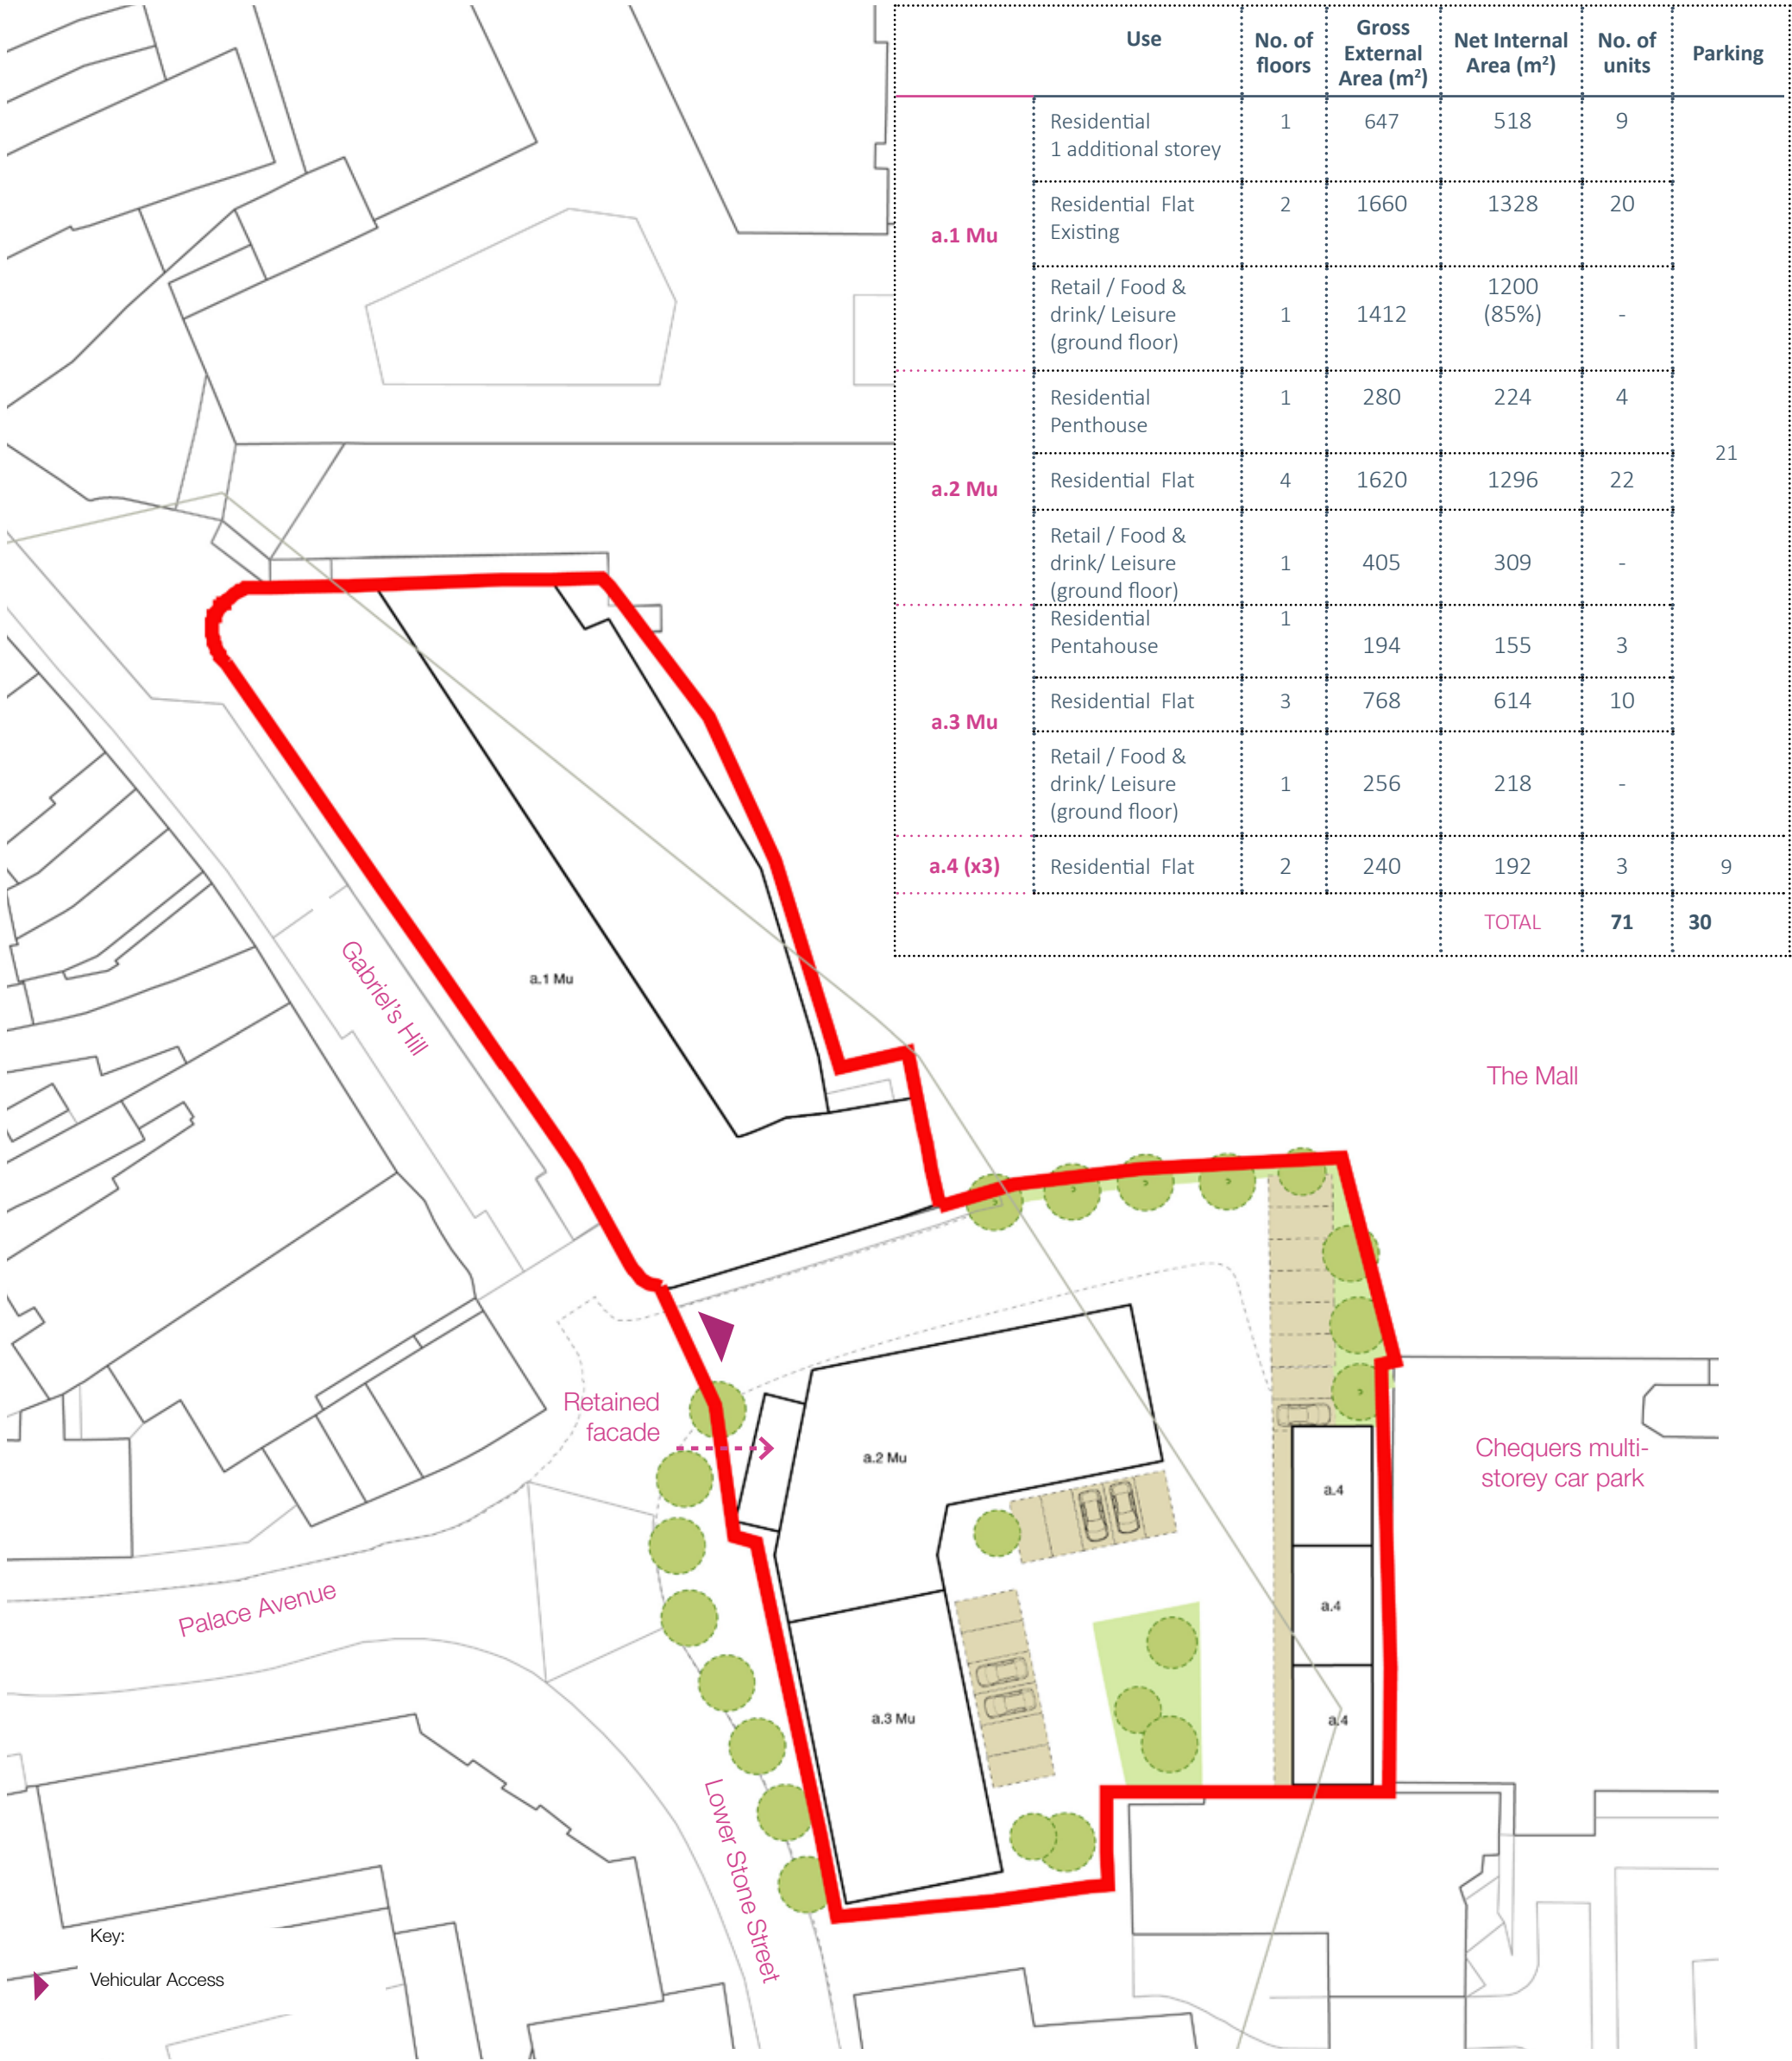 Use
No. of floors
Gross External Area (m²)
Net Internal Area (m²)
No. of units
Parking
a.1 Mu
Residential
1 additional storey
1
647
518
9
Residential Flat
Existing
2
1660
1328
20
Retail / Food &
drink/ Leisure
(ground floor)
1
1412
1200
(85%)
-
a.2 Mu
Residential
Penthouse
1
280
224
4
21
Residential Flat
4
1620
1296
22
Retail / Food &
drink/ Leisure
(ground floor)
1
405
309
-
a.3 Mu
Residential
Pentahouse
1
194
155
3
Residential Flat
3
768
614
10
Retail / Food &
drink/ Leisure
(ground floor)
1
256
218
-
a.4 (x3)
Residential Flat
2
240
192
3
9
TOTAL
71
30
Gabriel's Hill
a.1 Mu
The Mall
Retained
facade
a.2 Mu
Chequers multi-
storey car park
a.4
a.4
a.4
Palace Avenue
a.3 Mu
Lower Stone Street
Key:
Vehicular Access